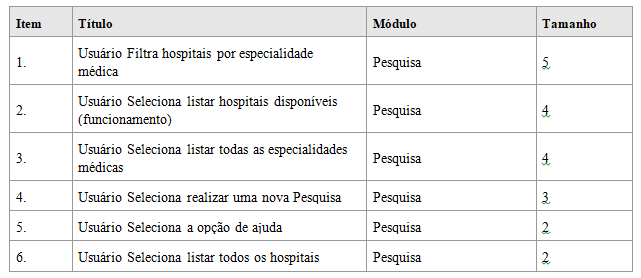 Item Título Módulo Tamanho
1. Usuário Filtra hospitais por especialidade médica Pesquisa 5
2. Usuário Seleciona listar hospitais disponíveis (funcionamento) Pesquisa 4
3. Usuário Seleciona listar todas as especialidades médicas Pesquisa 4
4. Usuário Seleciona realizar uma nova Pesquisa Pesquisa 3
5. Usuário Seleciona a opção de ajuda Pesquisa 2
6. Usuário Seleciona listar todos os hospitais Pesquisa 2